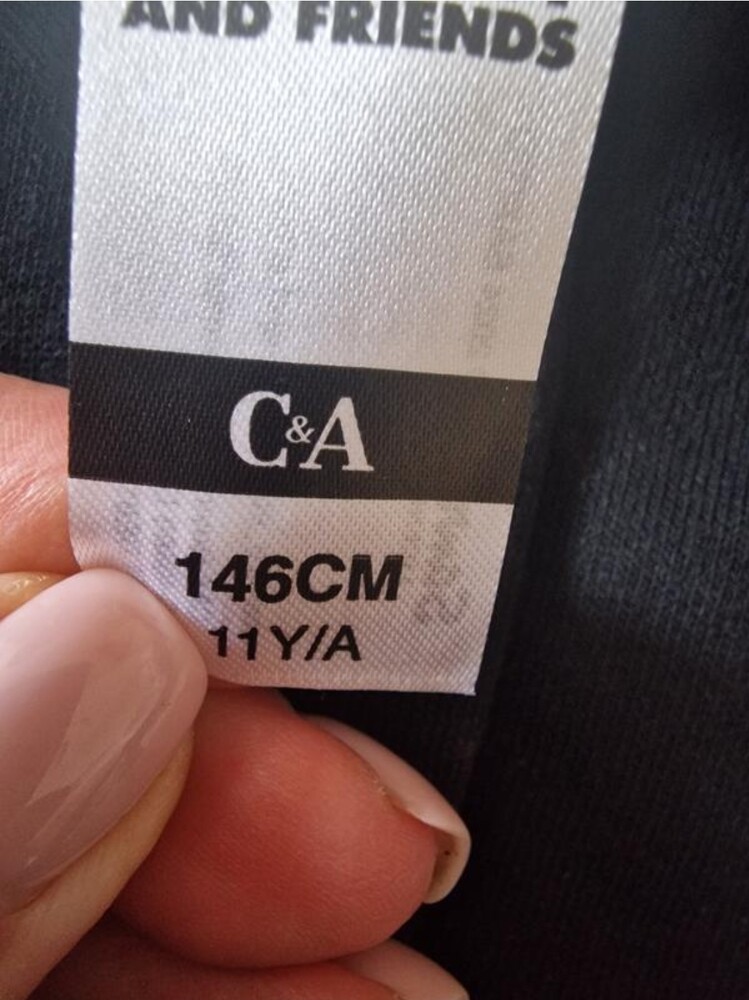 AND FRIENDS
C&A
146CM
11Y/A